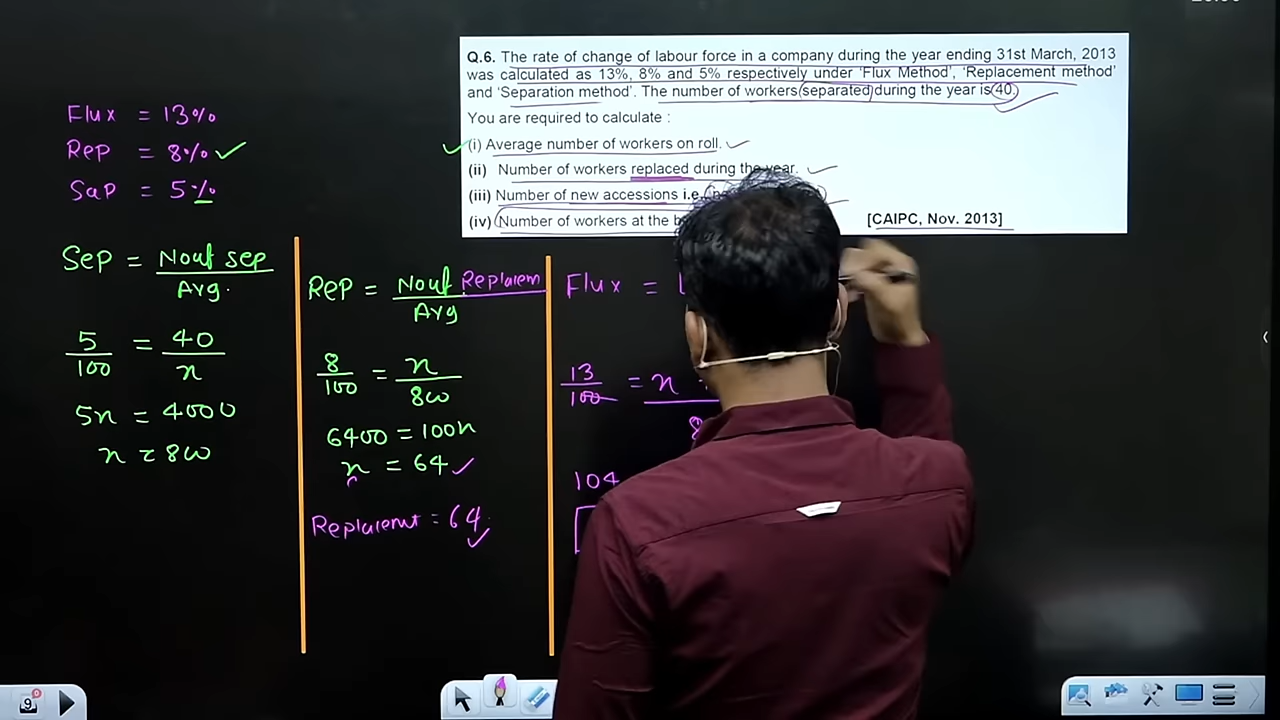 Q.6. The rate of change of labour force in a company during the year ending 31st March, 2013
was calculated as 13%, 8% and 5% respectively under 'Flux Method', 'Replacement method'
and 'Separation method'. The number of workers separated during the year is 40.
You are required to calculate :
(i) Average number of workers on roll.
(ii) Number of workers replaced during the year.
(iii) Number of new accessions i.e.
(iv) Number of workers at the
[CAIPC, Nov. 2013]
Flux = 13%
Rep = 8%
Sap = 5%
Sep = Nouf sep
Avg.
5/100 = 40/n
5n = 4000
n = 800
Rep = Nouf Replacem
Avg
8/100 = n/800
6400 = 100n
n = 64
Replacemt = 64
Flux =
13/100 = n
8
104
9
0